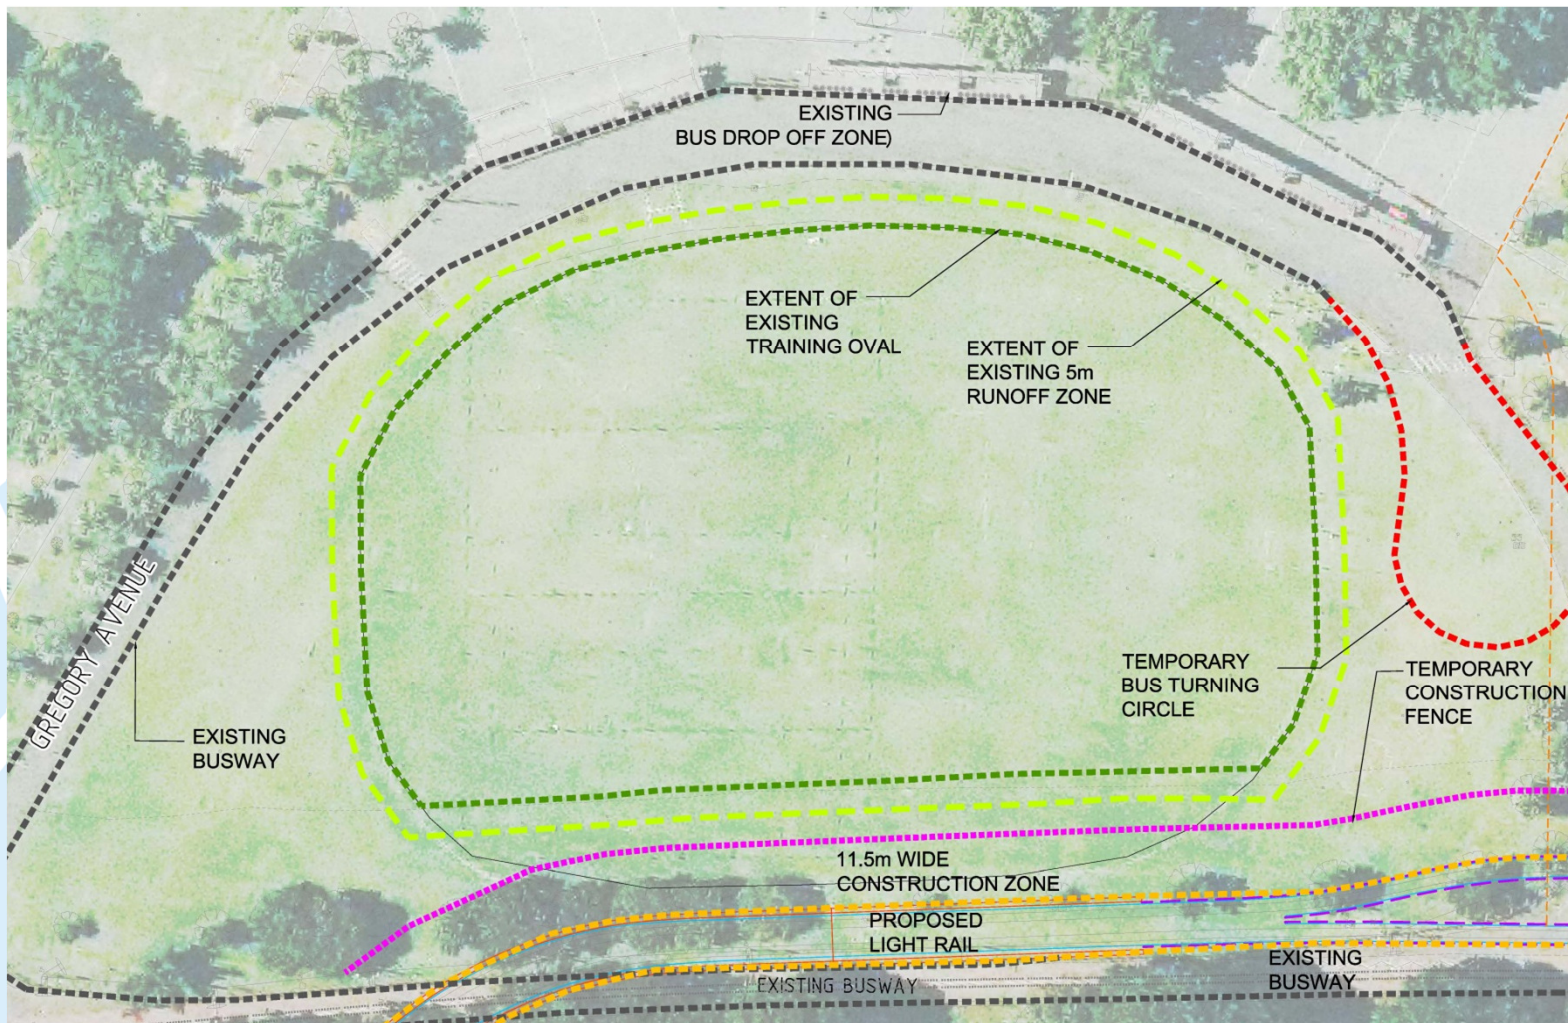 EXISTING
BUS DROP OFF ZONE)
EXTENT OF
EXISTING
TRAINING OVAL
EXTENT OF
EXISTING 5m
RUNOFF ZONE
GREGORY AVENUE
EXISTING
BUSWAY
TEMPORARY
BUS TURNING
CIRCLE
TEMPORARY
CONSTRUCTION
FENCE
11.5m WIDE
CONSTRUCTION ZONE
PROPOSED
LIGHT RAIL
EXISTING
BUSWAY
EXISTING BUSWAY